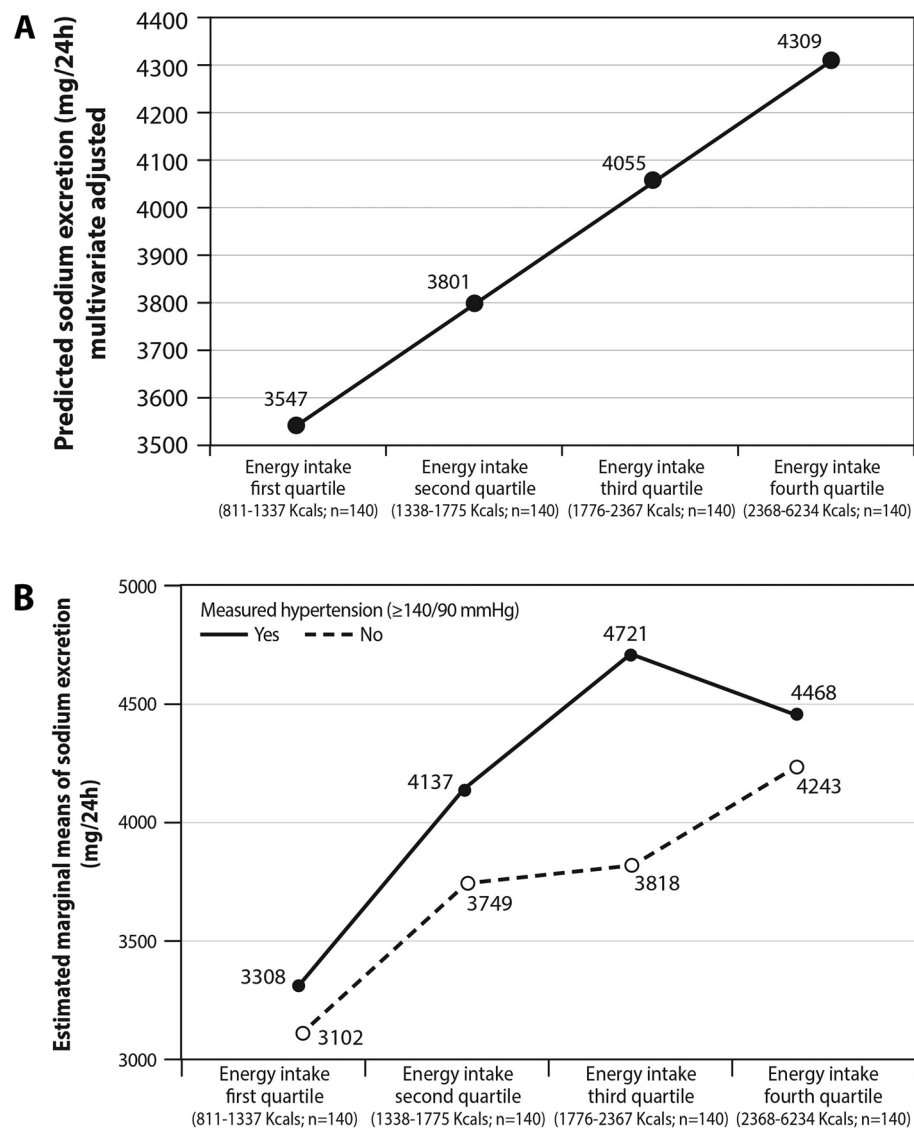 A
Predicted sodium excretion (mg/24h)
multivariate adjusted
4400
4300
4200
4100
4000
3900
3800
3700
3600
3500
3547
3801
4055
4309
Energy intake
first quartile
(811-1337 Kcals; n=140)
Energy intake
second quartile
(1338-1775 Kcals; n=140)
Energy intake
third quartile
(1776-2367 Kcals; n=140)
Energy intake
fourth quartile
(2368-6234 Kcals; n=140)
B
Estimated marginal means of sodium excretion
(mg/24h)
5000
4500
4000
3500
3000
Measured hypertension (≥140/90 mmHg)
Yes No
3308
4137
4721
4468
3102
3749
3818
4243
Energy intake
first quartile
(811-1337 Kcals; n=140)
Energy intake
second quartile
(1338-1775 Kcals; n=140)
Energy intake
third quartile
(1776-2367 Kcals; n=140)
Energy intake
fourth quartile
(2368-6234 Kcals; n=140)